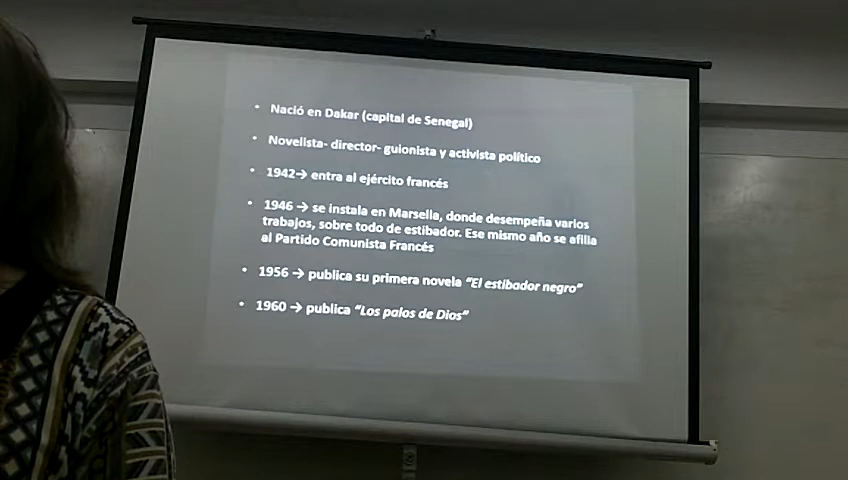 • Nació en Dakar (capital de Senegal)
• Novelista- director- guionista y activista político
• 1942→ entra al ejército francés
• 1946 → se instala en Marsella, donde desempeña varios
trabajos, sobre todo de estibador. Ese mismo año se afilia
al Partido Comunista Francés
• 1956 → publica su primera novela "El estibador negro"
• 1960 → publica "Los palos de Dios"